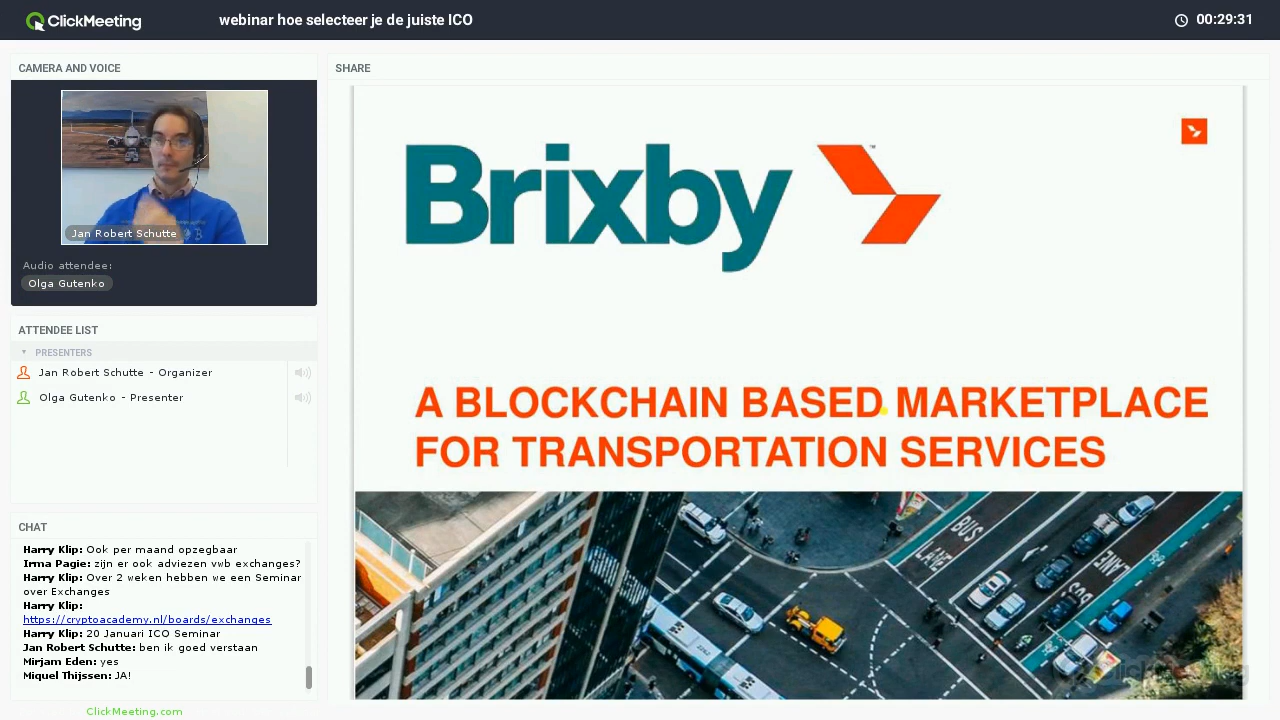 ClickMeeting
webinar hoe selecteer je de juiste ICO
00:29:31
CAMERA AND VOICE
Jan Robert Schutte
Audio attendee:
Olga Gutenko
ATTENDEE LIST
PRESENTERS
Jan Robert Schutte - Organizer
Olga Gutenko - Presenter
CHAT
Harry Klip: Ook per maand opzegbaar
Irma Pagie: zijn er ook adviezen vwb exchanges?
Harry Klip: Over 2 weken hebben we een Seminar
over Exchanges
Harry Klip:
https://cryptoacademy.nl/boards/exchanges
Harry Klip: 20 Januari ICO Seminar
Jan Robert Schutte: ben ik goed verstaan
Mirjam Eden: yes
Miquel Thijssen: JA!
ClickMeeting.com
SHARE
Brixby™
A BLOCKCHAIN BASED MARKETPLACE
FOR TRANSPORTATION SERVICES
BUS
LANE
LANE
BUS
ClickMeeting